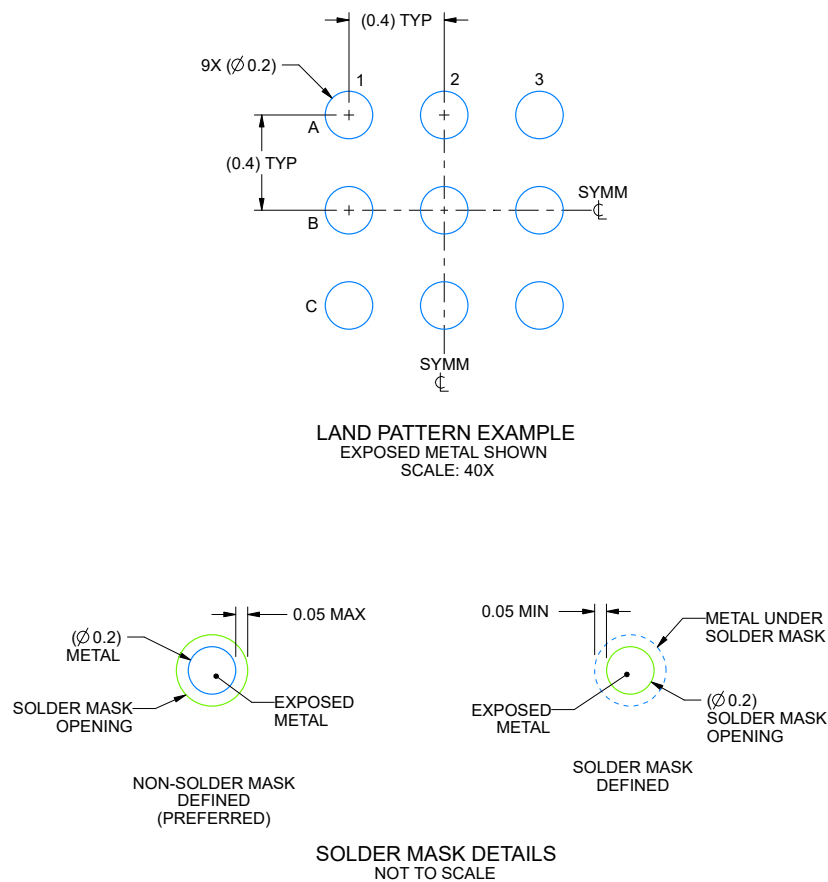 (0.4) TYP
9X (∅ 0.2)
1
2
3
A
(0.4) TYP
SYMM
℄
B
C
SYMM
℄
LAND PATTERN EXAMPLE
EXPOSED METAL SHOWN
SCALE: 40X
0.05 MAX
(∅ 0.2)
METAL
SOLDER MASK
OPENING
EXPOSED
METAL
NON-SOLDER MASK
DEFINED
(PREFERRED)
0.05 MIN
METAL UNDER
SOLDER MASK
EXPOSED
METAL
(∅ 0.2)
SOLDER MASK
OPENING
SOLDER MASK
DEFINED
SOLDER MASK DETAILS
NOT TO SCALE